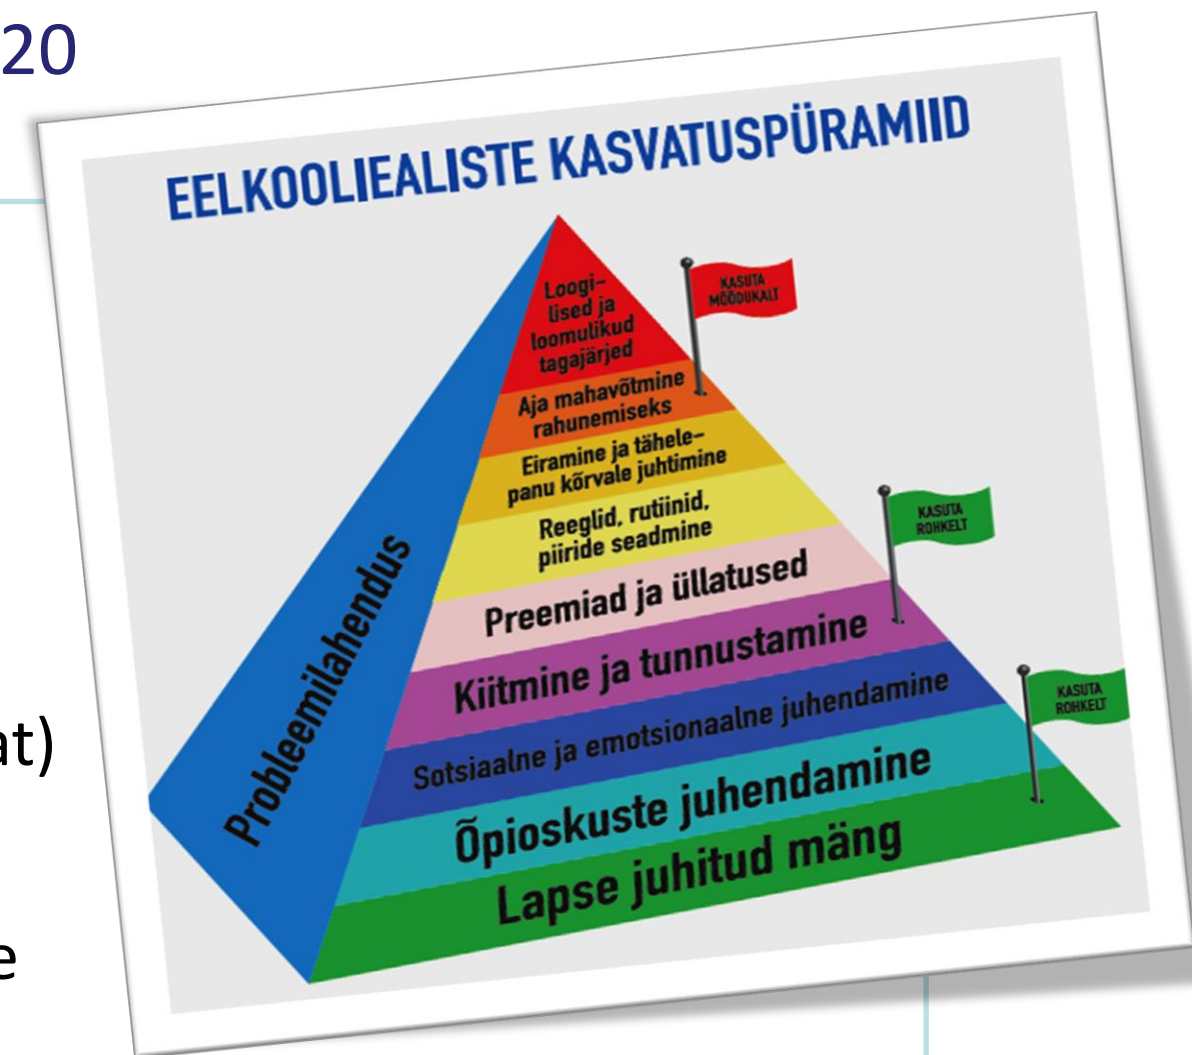 20
EELKOOLIEALISTE KASVATUSPÜRAMIID
Loogi-
lised ja
loomulikud
tagajärjed
KASUTA
MÕÕDUKALT
Aja mahavõtmine
rahunemiseks
Eiramine ja tähele-
panu kõrvale juhtimine
Reeglid, rutiinid,
piiride seadmine
KASUTA
ROHKELT
Preemiad ja üllatused
Kiitmine ja tunnustamine
Sotsiaalne ja emotsionaalne juhendamine
KASUTA
ROHKELT
Õpioskuste juhendamine
Lapse juhitud mäng
Probleemilahendus
at)
e